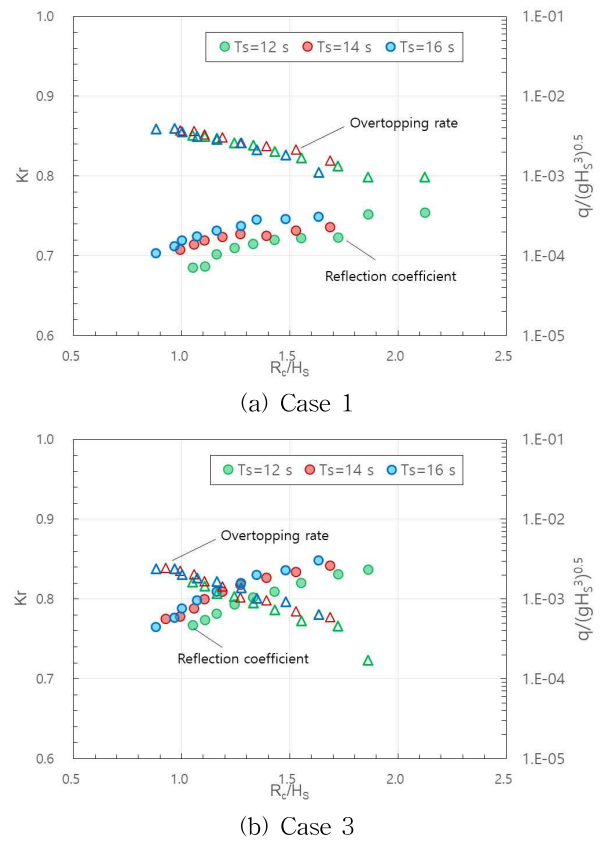 1.0
0.9
0.8
0.7
0.6
Kr
Ts=12 s Ts=14 s Ts=16 s
Overtopping rate
Reflection coefficient
1.E-01
1.E-02
1.E-03
1.E-04
1.E-05
q/(gHs³)^0.5
0.5 1.0 1.5 2.0 2.5
Rc/HS
(a) Case 1
1.0
0.9
0.8
0.7
0.6
Kr
Ts=12 s Ts=14 s Ts=16 s
Overtopping rate
Reflection coefficient
1.E-01
1.E-02
1.E-03
1.E-04
1.E-05
q/(gHs³)^0.5
0.5 1.0 1.5 2.0 2.5
Rc/HS
(b) Case 3